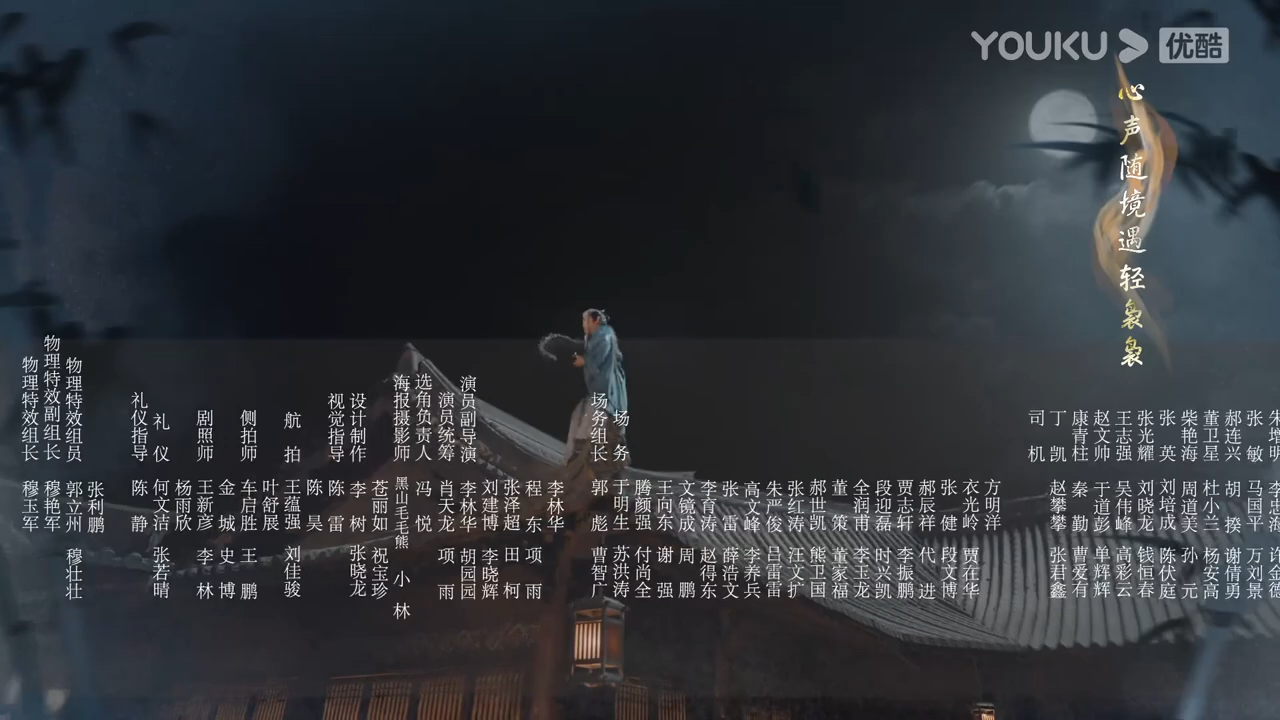 YOUKU 优酷
心声随境遇轻袅袅
物理特效组长 穆玉军
物理特效副组长 穆艳军
物理特效组员 郭立州 穆壮壮
张利鹏
礼仪指导 陈静
礼仪 何文洁 张若晴
杨雨欣
剧照师 王新彦 李林
金城 史博
侧拍师 车启胜 王鹏
叶舒展
航拍 王蕴强 刘佳骏
陈昊
视觉指导 陈雷
设计制作 李树 张晓龙
苍丽如 祝宝珍
海报摄影师 黑山毛毛熊 小林
选角负责人 冯悦
演员统筹 肖天龙 项雨
演员副导演 李林华 胡园园
刘建博 李晓辉
张泽超 田柯
程东 项雨
李林华
场务组长 郭彪 曹智广
场务 于明生 苏洪涛
腾颜强 付尚全
王向东 谢强
文镜成 周鹏
李育涛 赵得东
张雷 薛浩文
高文峰 李养兵
朱严俊 吕雷雷
张红涛 汪文扩
郝世凯 熊卫国
董策 董家福
全润甫 李玉龙
段迎磊 时兴凯
贾志轩 李振鹏
郝辰祥 代进
张健 段文博
衣光岭 贾在华
方明洋
司机
丁凯 赵攀攀 张君鑫
康青柱 秦勤 曹爱有
赵文帅 于道彭 单辉辉
王志强 吴伟峰 高彩云
张光耀 刘晓龙 钱恒春
张英 刘培成 陈伏庭
柴艳海 周道美 孙元
董卫星 杜小兰 杨安高
郝连兴 胡揆 谢倩勇
张敏 马国平 万刘景